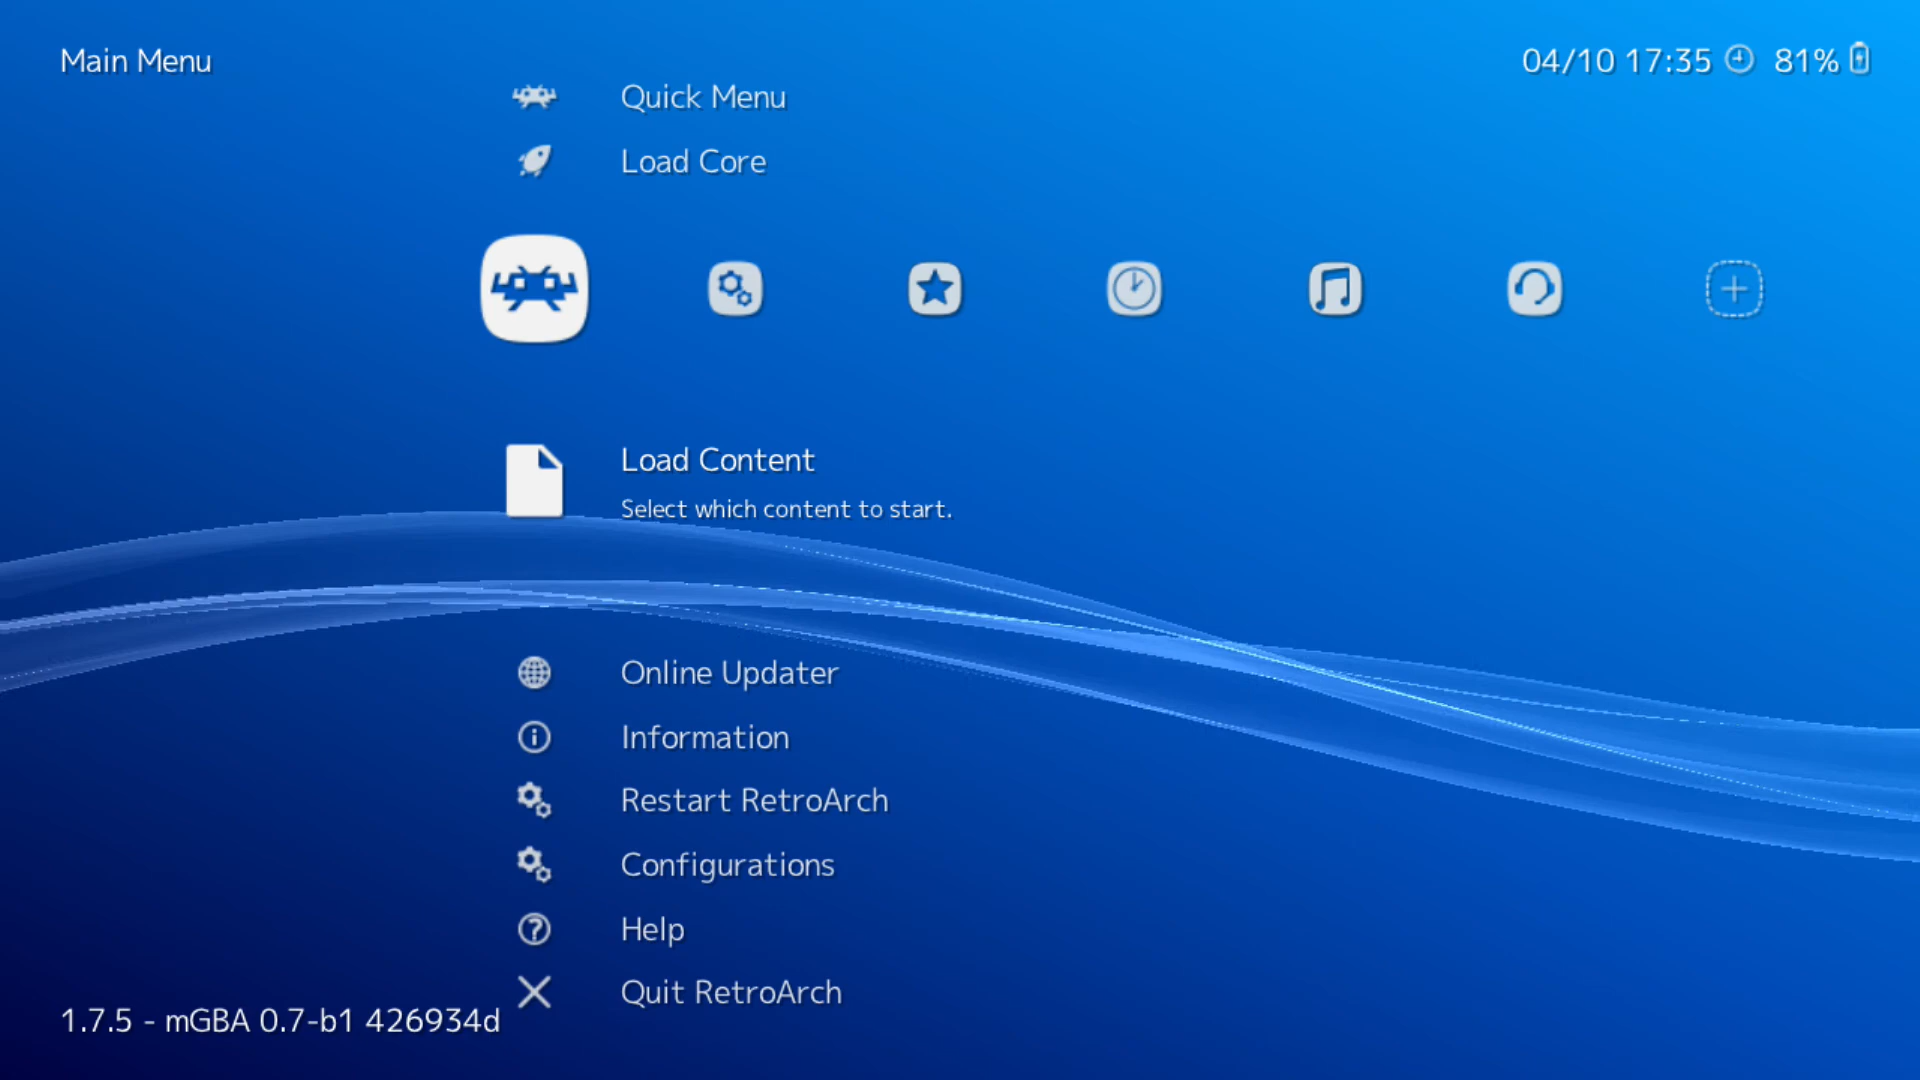 Main Menu
04/10 17:35 81%
Quick Menu
Load Core
Load Content
Select which content to start.
Online Updater
Information
Restart RetroArch
Configurations
Help
Quit RetroArch
1.7.5 - mGBA 0.7-b1 426934d